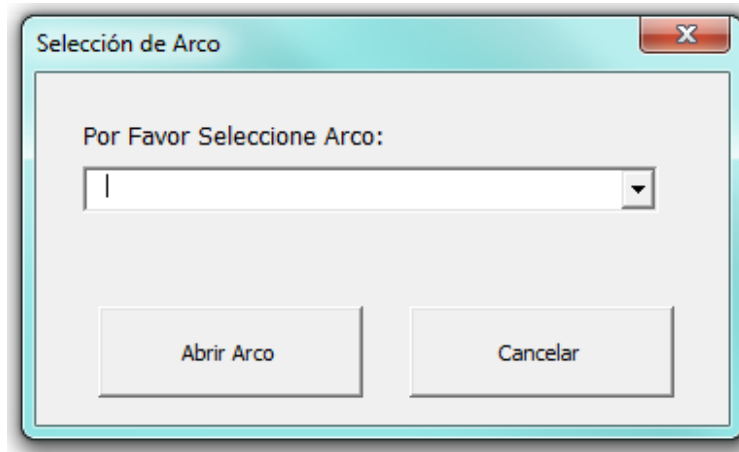 Selección de Arco
Por Favor Seleccione Arco:
Abrir Arco
Cancelar